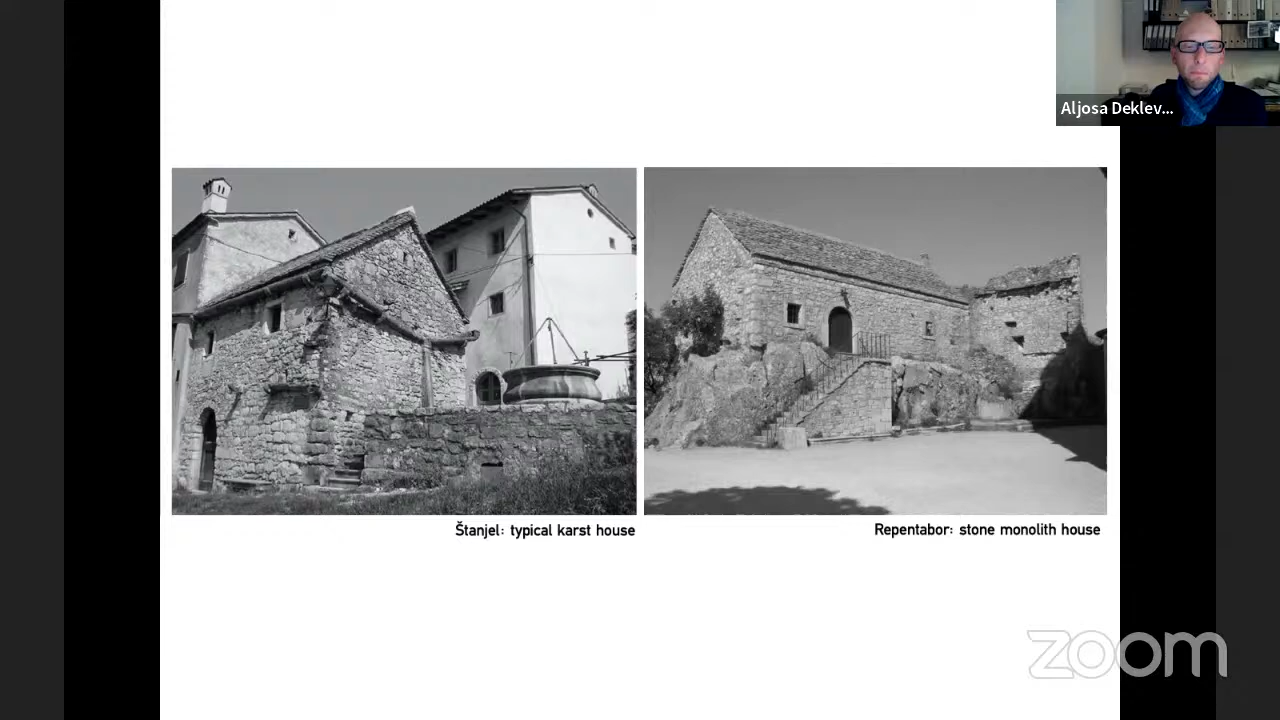 Aljosa Deklev...
Štanjel: typical karst house
Repentabor: stone monolith house
zoom